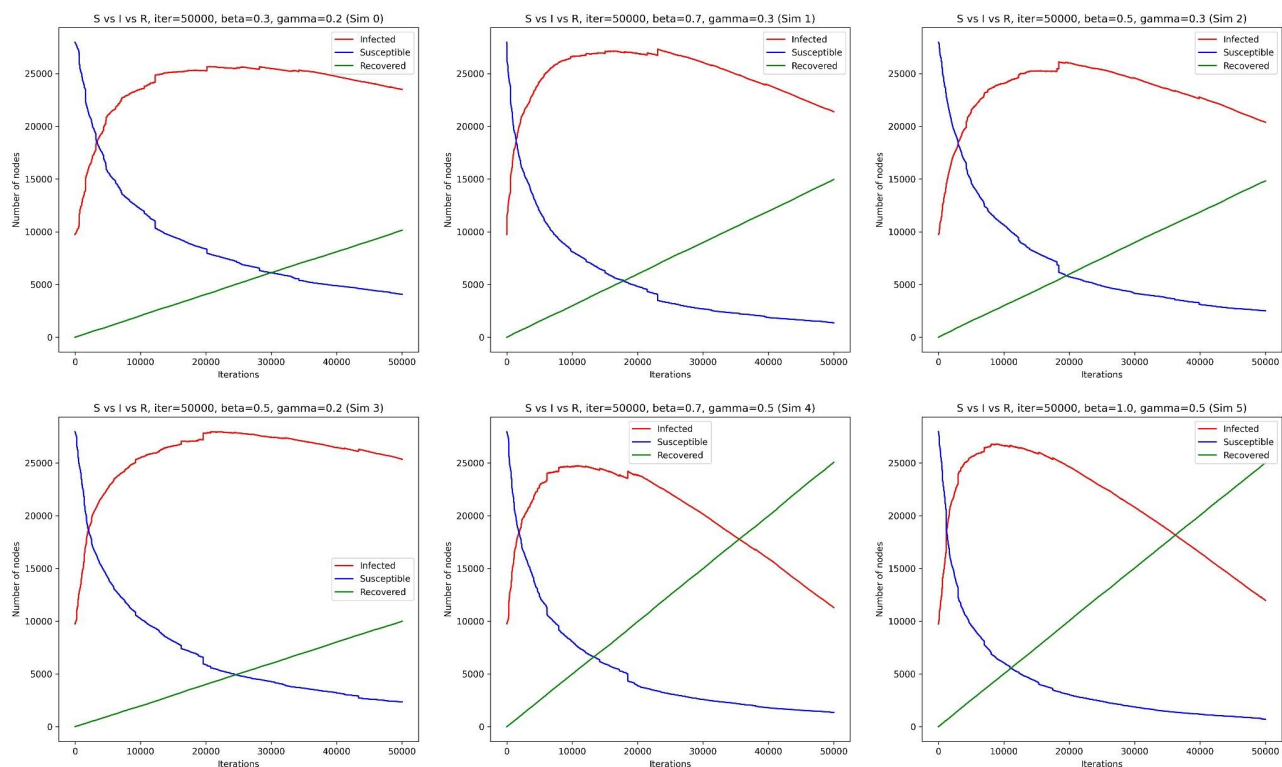 S vs I vs R, iter=50000, beta=0.3, gamma=0.2 (Sim 0)
Infected
Susceptible
Recovered
25000
20000
15000
10000
5000
0
Number of nodes
0 10000 20000 30000 40000 50000
Iterations
S vs I vs R, iter=50000, beta=0.7, gamma=0.3 (Sim 1)
Infected
Susceptible
Recovered
25000
20000
15000
10000
5000
0
Number of nodes
0 10000 20000 30000 40000 50000
Iterations
S vs I vs R, iter=50000, beta=0.5, gamma=0.3 (Sim 2)
Infected
Susceptible
Recovered
25000
20000
15000
10000
5000
0
Number of nodes
0 10000 20000 30000 40000 50000
Iterations
S vs I vs R, iter=50000, beta=0.5, gamma=0.2 (Sim 3)
25000
20000
15000
10000
5000
0
Number of nodes
Infected
Susceptible
Recovered
0 10000 20000 30000 40000 50000
Iterations
S vs I vs R, iter=50000, beta=0.7, gamma=0.5 (Sim 4)
Infected
Susceptible
Recovered
25000
20000
15000
10000
5000
0
Number of nodes
0 10000 20000 30000 40000 50000
Iterations
S vs I vs R, iter=50000, beta=1.0, gamma=0.5 (Sim 5)
Infected
Susceptible
Recovered
25000
20000
15000
10000
5000
0
Number of nodes
0 10000 20000 30000 40000 50000
Iterations